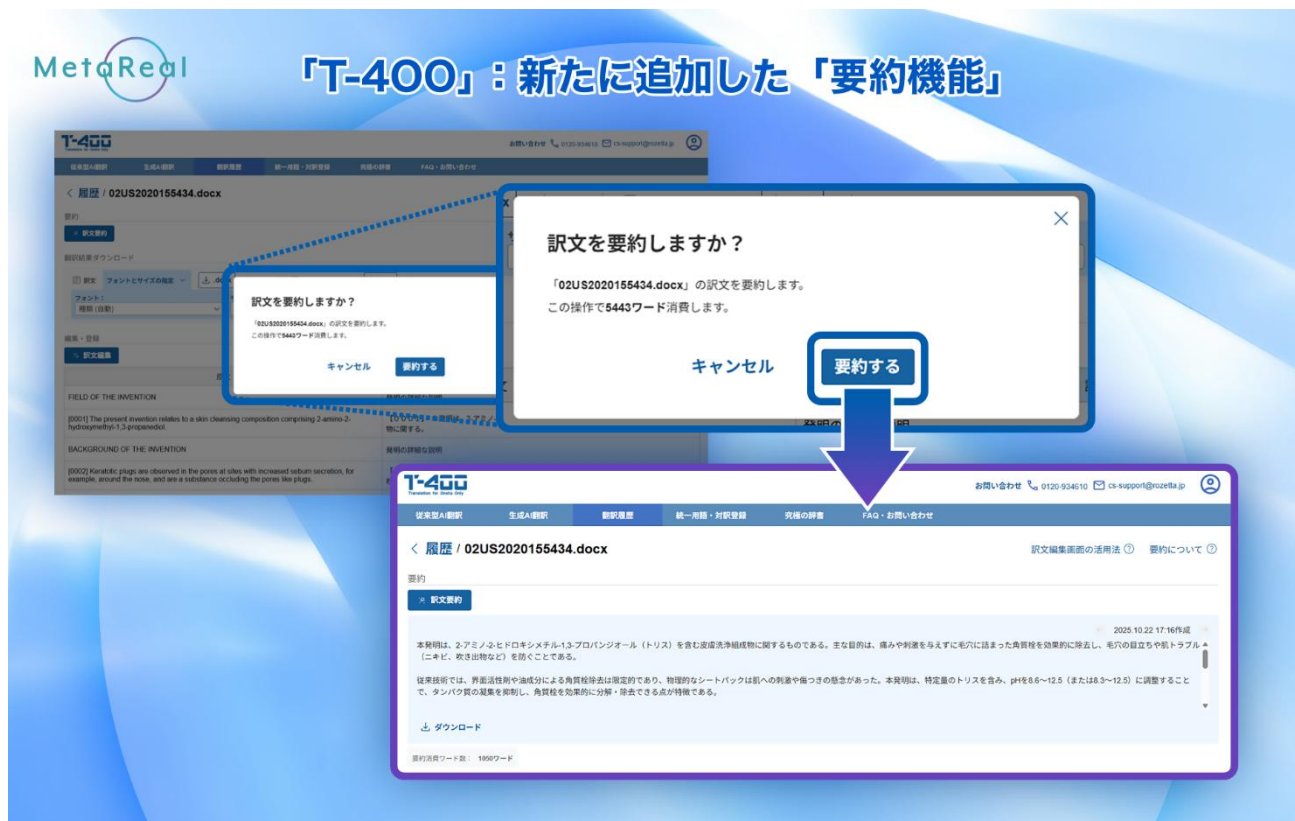 MetaReal
「T-400」：新たに追加した「要約機能」
T-400
Translation for Onsha Only
お問い合わせ 0120-934610 cs-support@rozetta.jp
従来型AI翻訳 生成AI翻訳 翻訳履歴 統一用語・対訳登録 究極の辞書 FAQ・お問い合わせ
履歴 / 02US2020155434.docx
要約
訳文要約
翻訳結果ダウンロード
訳文 フォントとサイズの指定
フォント：
種類 (自動)
編集・登録
訳文編集
FIELD OF THE INVENTION
[0001] The present invention relates to a skin cleansing composition comprising 2-amino-2-
hydroxymethyl-1,3-propanediol.
物に関する。
BACKGROUND OF THE INVENTION
発明の詳細な説明
[0002] Keratotic plugs are observed in the pores at sites with increased sebum secretion, for
example, around the nose, and are a substance occluding the pores like plugs.
訳文を要約しますか？
「02US2020155434.docx」の訳文を要約します。
この操作で5443ワード消費します。
キャンセル 要約する
訳文を要約しますか？
「02US2020155434.docx」の訳文を要約します。
この操作で5443ワード消費します。
キャンセル 要約する
T-400
Translation for Onsha Only
お問い合わせ 0120-934610 cs-support@rozetta.jp
従来型AI翻訳 生成AI翻訳 翻訳履歴 統一用語・対訳登録 究極の辞書 FAQ・お問い合わせ
履歴 / 02US2020155434.docx 訳文編集画面の活用法 要約について
要約
訳文要約
2025.10.22 17:16作成
本発明は、2-アミノ-2-ヒドロキシメチル-1,3-プロパンジオール（トリス）を含む皮膚洗浄組成物に関するものである。主な目的は、痛みや刺激を与えずに毛穴に詰まった角質栓を効果的に除去し、毛穴の目立ちや肌トラブル
（ニキビ、吹き出物など）を防ぐことである。
従来技術では、界面活性剤や油成分による角質栓除去は限定的であり、物理的なシートパックは肌への刺激や傷つきの懸念があった。本発明は、特定量のトリスを含み、pHを8.6～12.5（または8.3～12.5）に調整すること
で、タンパク質の凝集を抑制し、角質栓を効果的に分解・除去できる点が特徴である。
ダウンロード
要約消費ワード数： 1050ワード